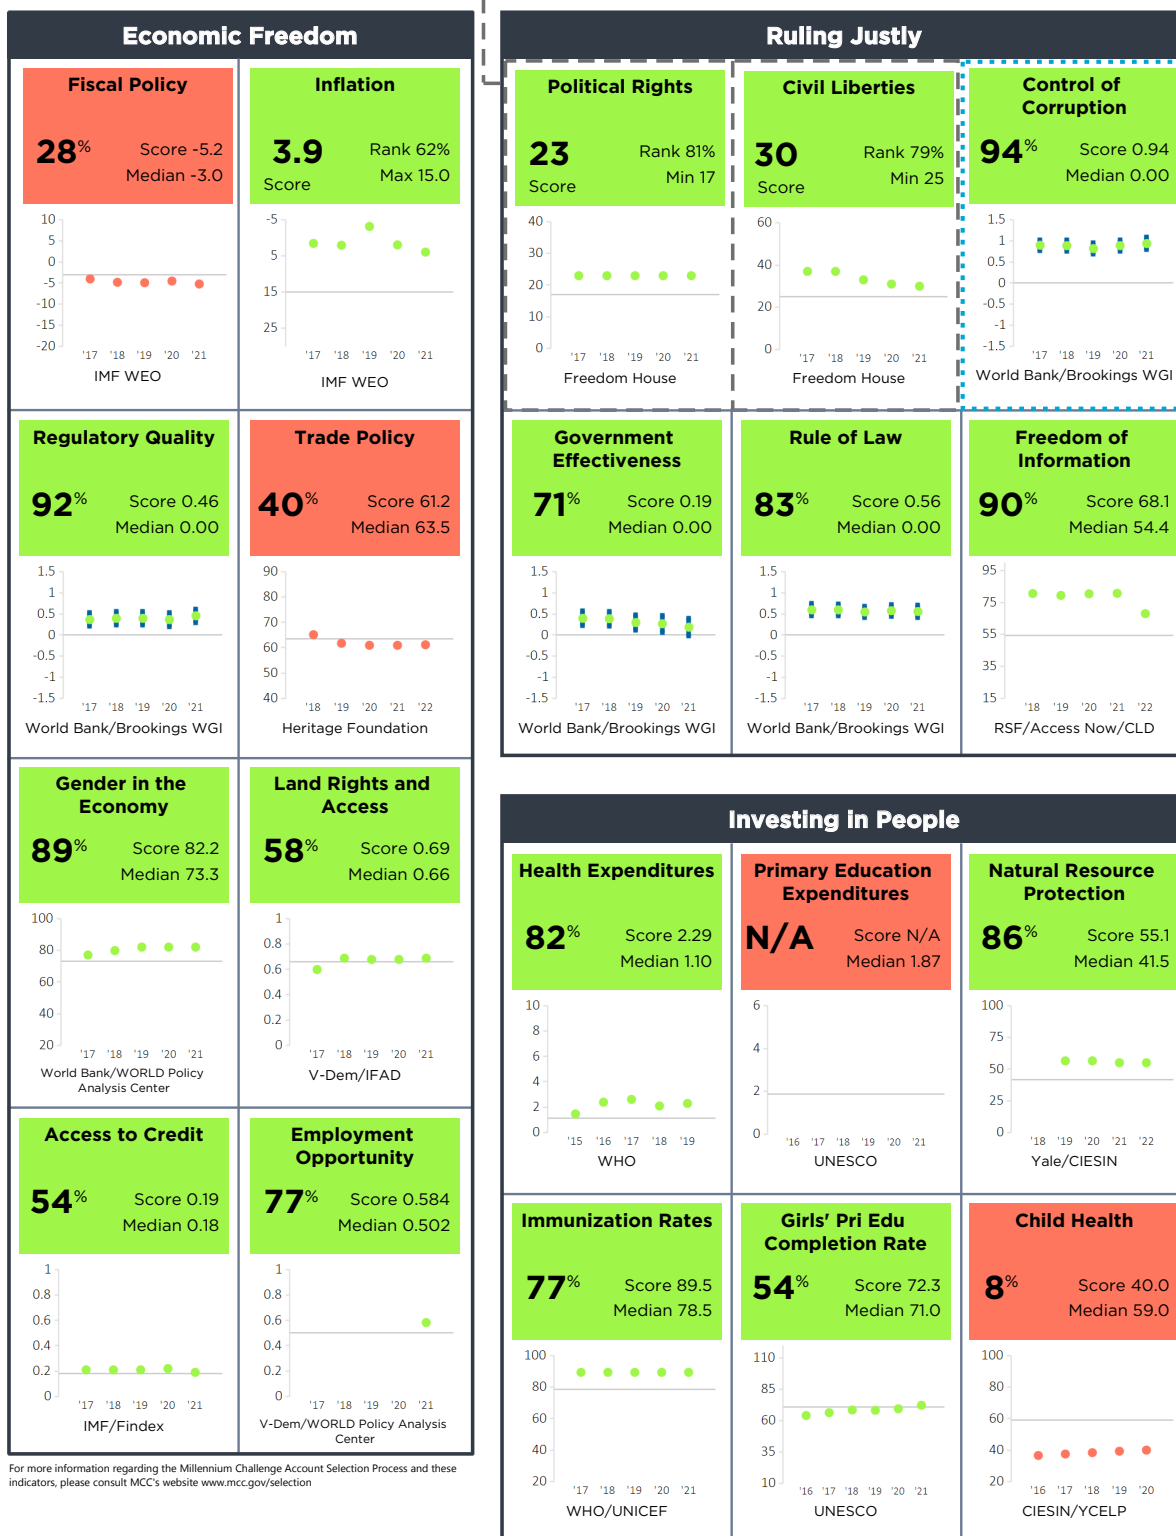 Economic Freedom
Fiscal Policy
28%
Score -5.2
Median -3.0
10
5
0
-5
-10
-15
-20
'17 '18 '19 '20 '21
IMF WEO
Inflation
3.9
Score
Rank 62%
Max 15.0
-5
5
15
25
'17 '18 '19 '20 '21
IMF WEO
Regulatory Quality
92%
Score 0.46
Median 0.00
1.5
1
0.5
0
-0.5
-1
-1.5
'17 '18 '19 '20 '21
World Bank/Brookings WGI
Trade Policy
40%
Score 61.2
Median 63.5
90
80
70
60
50
40
'18 '19 '20 '21 '22
Heritage Foundation
Gender in the
Economy
89%
Score 82.2
Median 73.3
100
80
60
40
20
'17 '18 '19 '20 '21
World Bank/WORLD Policy
Analysis Center
Land Rights and
Access
58%
Score 0.69
Median 0.66
1
0.8
0.6
0.4
0.2
0
'17 '18 '19 '20 '21
V-Dem/IFAD
Access to Credit
54%
Score 0.19
Median 0.18
1
0.8
0.6
0.4
0.2
0
'17 '18 '19 '20 '21
IMF/Findex
Employment
Opportunity
77%
Score 0.584
Median 0.502
1
0.8
0.6
0.4
0.2
0
'17 '18 '19 '20 '21
V-Dem/WORLD Policy Analysis
Center
For more information regarding the Millennium Challenge Account Selection Process and these
indicators, please consult MCC's website www.mcc.gov/selection
Ruling Justly
Political Rights
23
Score
Rank 81%
Min 17
40
30
20
10
0
'17 '18 '19 '20 '21
Freedom House
Civil Liberties
30
Score
Rank 79%
Min 25
60
40
20
0
'17 '18 '19 '20 '21
Freedom House
Control of
Corruption
94%
Score 0.94
Median 0.00
1.5
1
0.5
0
-0.5
-1
-1.5
'17 '18 '19 '20 '21
World Bank/Brookings WGI
Government
Effectiveness
71%
Score 0.19
Median 0.00
1.5
1
0.5
0
-0.5
-1
-1.5
'17 '18 '19 '20 '21
World Bank/Brookings WGI
Rule of Law
83%
Score 0.56
Median 0.00
1.5
1
0.5
0
-0.5
-1
-1.5
'17 '18 '19 '20 '21
World Bank/Brookings WGI
Freedom of
Information
90%
Score 68.1
Median 54.4
95
75
55
35
15
'18 '19 '20 '21 '22
RSF/Access Now/CLD
Investing in People
Health Expenditures
82%
Score 2.29
Median 1.10
10
8
6
4
2
0
'15 '16 '17 '18 '19
WHO
Primary Education
Expenditures
N/A
Score N/A
Median 1.87
6
4
2
0
'16 '17 '18 '19 '20 '21
UNESCO
Natural Resource
Protection
86%
Score 55.1
Median 41.5
100
75
50
25
0
'18 '19 '20 '21 '22
Yale/CIESIN
Immunization Rates
77%
Score 89.5
Median 78.5
100
80
60
40
20
'17 '18 '19 '20 '21
WHO/UNICEF
Girls' Pri Edu
Completion Rate
54%
Score 72.3
Median 71.0
110
85
60
35
10
'16 '17 '18 '19 '20 '21
UNESCO
Child Health
8%
Score 40.0
Median 59.0
100
80
60
40
20
'16 '17 '18 '19 '20
CIESIN/YCELP